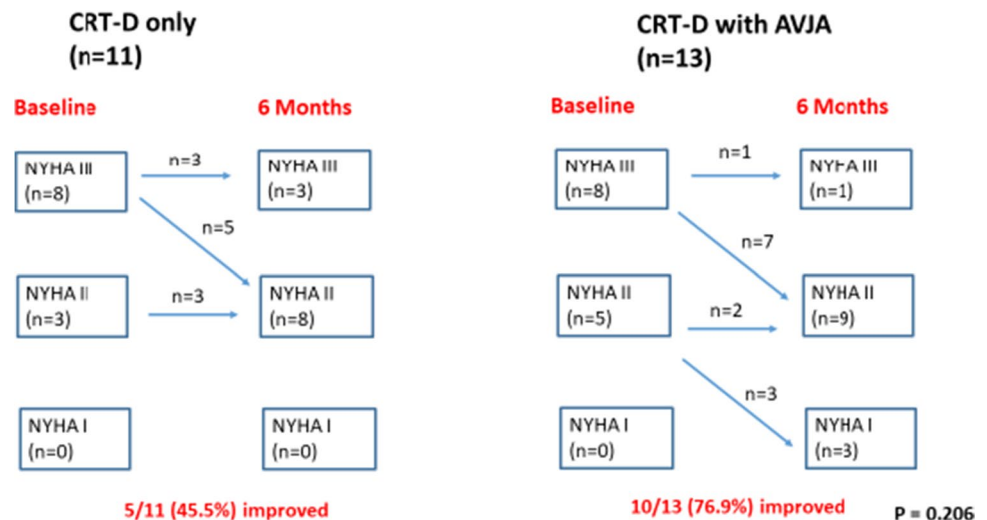 CRT-D only
(n=11)
Baseline
6 Months
NYHA III
(n=8)
n=3
NYHA III
(n=3)
n=5
NYHA II
(n=3)
n=3
NYHA II
(n=8)
NYHA I
(n=0)
NYHA I
(n=0)
5/11 (45.5%) improved
CRT-D with AVJA
(n=13)
Baseline
6 Months
NYHA III
(n=8)
n=1
NYHA III
(n=1)
n=7
NYHA II
(n=5)
n=2
NYHA II
(n=9)
n=3
NYHA I
(n=0)
NYHA I
(n=3)
10/13 (76.9%) improved
P = 0.206